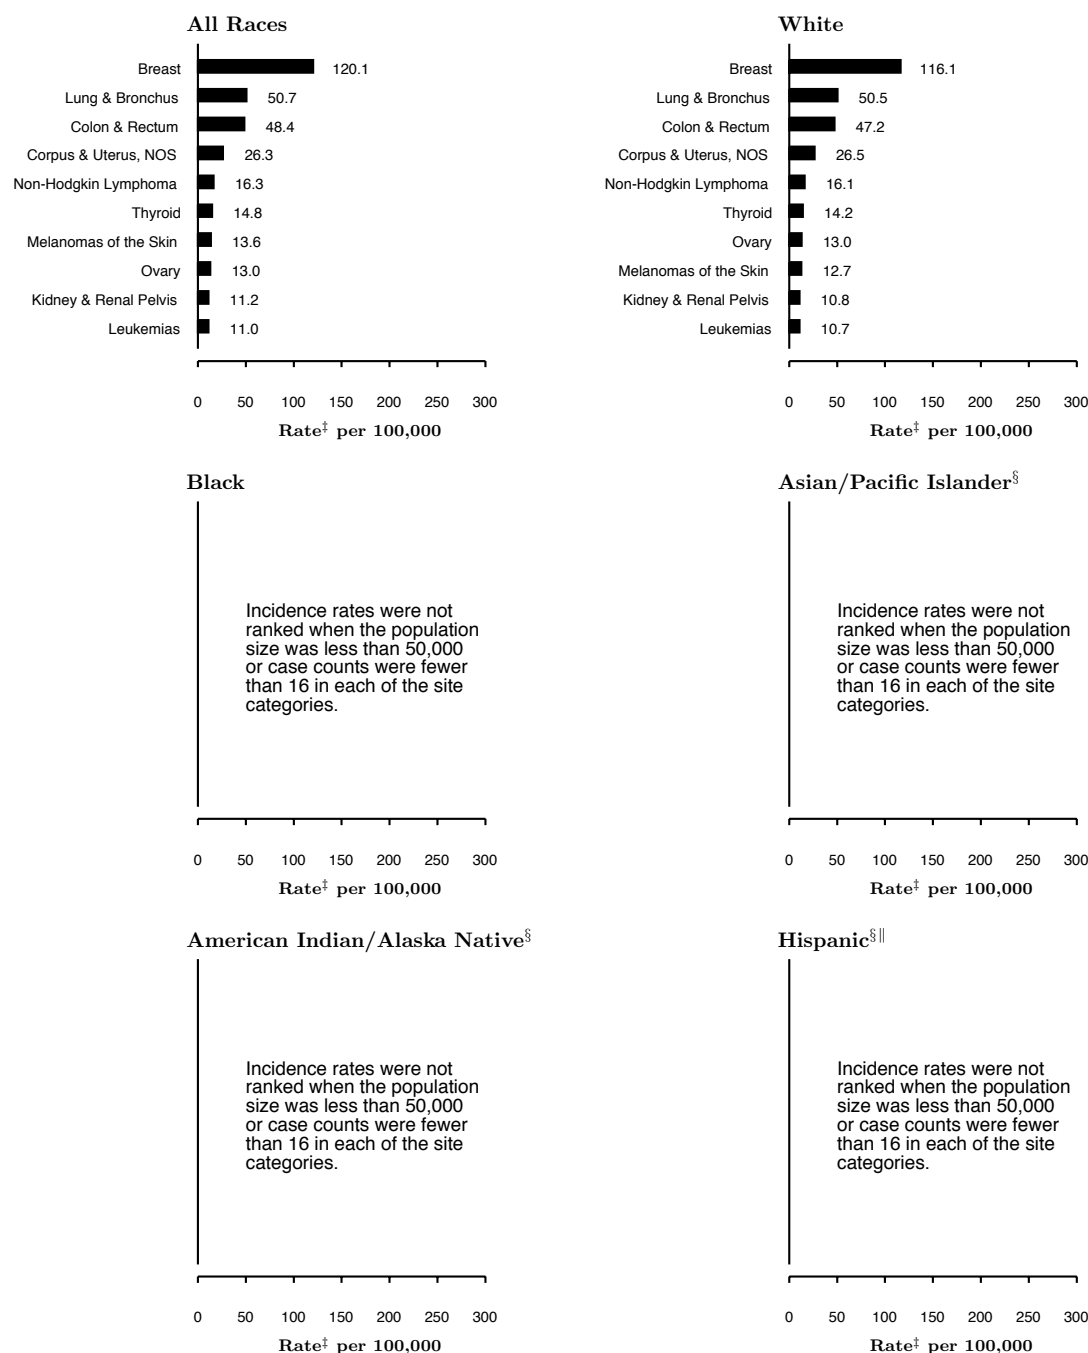 All Races
Breast 120.1
Lung & Bronchus 50.7
Colon & Rectum 48.4
Corpus & Uterus, NOS 26.3
Non-Hodgkin Lymphoma 16.3
Thyroid 14.8
Melanomas of the Skin 13.6
Ovary 13.0
Kidney & Renal Pelvis 11.2
Leukemias 11.0
0 50 100 150 200 250 300
Rate‡ per 100,000
White
Breast 116.1
Lung & Bronchus 50.5
Colon & Rectum 47.2
Corpus & Uterus, NOS 26.5
Non-Hodgkin Lymphoma 16.1
Thyroid 14.2
Ovary 13.0
Melanomas of the Skin 12.7
Kidney & Renal Pelvis 10.8
Leukemias 10.7
0 50 100 150 200 250 300
Rate‡ per 100,000
Black
Incidence rates were not
ranked when the population
size was less than 50,000
or case counts were fewer
than 16 in each of the site
categories.
0 50 100 150 200 250 300
Rate‡ per 100,000
Asian/Pacific Islander§
Incidence rates were not
ranked when the population
size was less than 50,000
or case counts were fewer
than 16 in each of the site
categories.
0 50 100 150 200 250 300
Rate‡ per 100,000
American Indian/Alaska Native§
Incidence rates were not
ranked when the population
size was less than 50,000
or case counts were fewer
than 16 in each of the site
categories.
0 50 100 150 200 250 300
Rate‡ per 100,000
Hispanic§‖
Incidence rates were not
ranked when the population
size was less than 50,000
or case counts were fewer
than 16 in each of the site
categories.
0 50 100 150 200 250 300
Rate‡ per 100,000